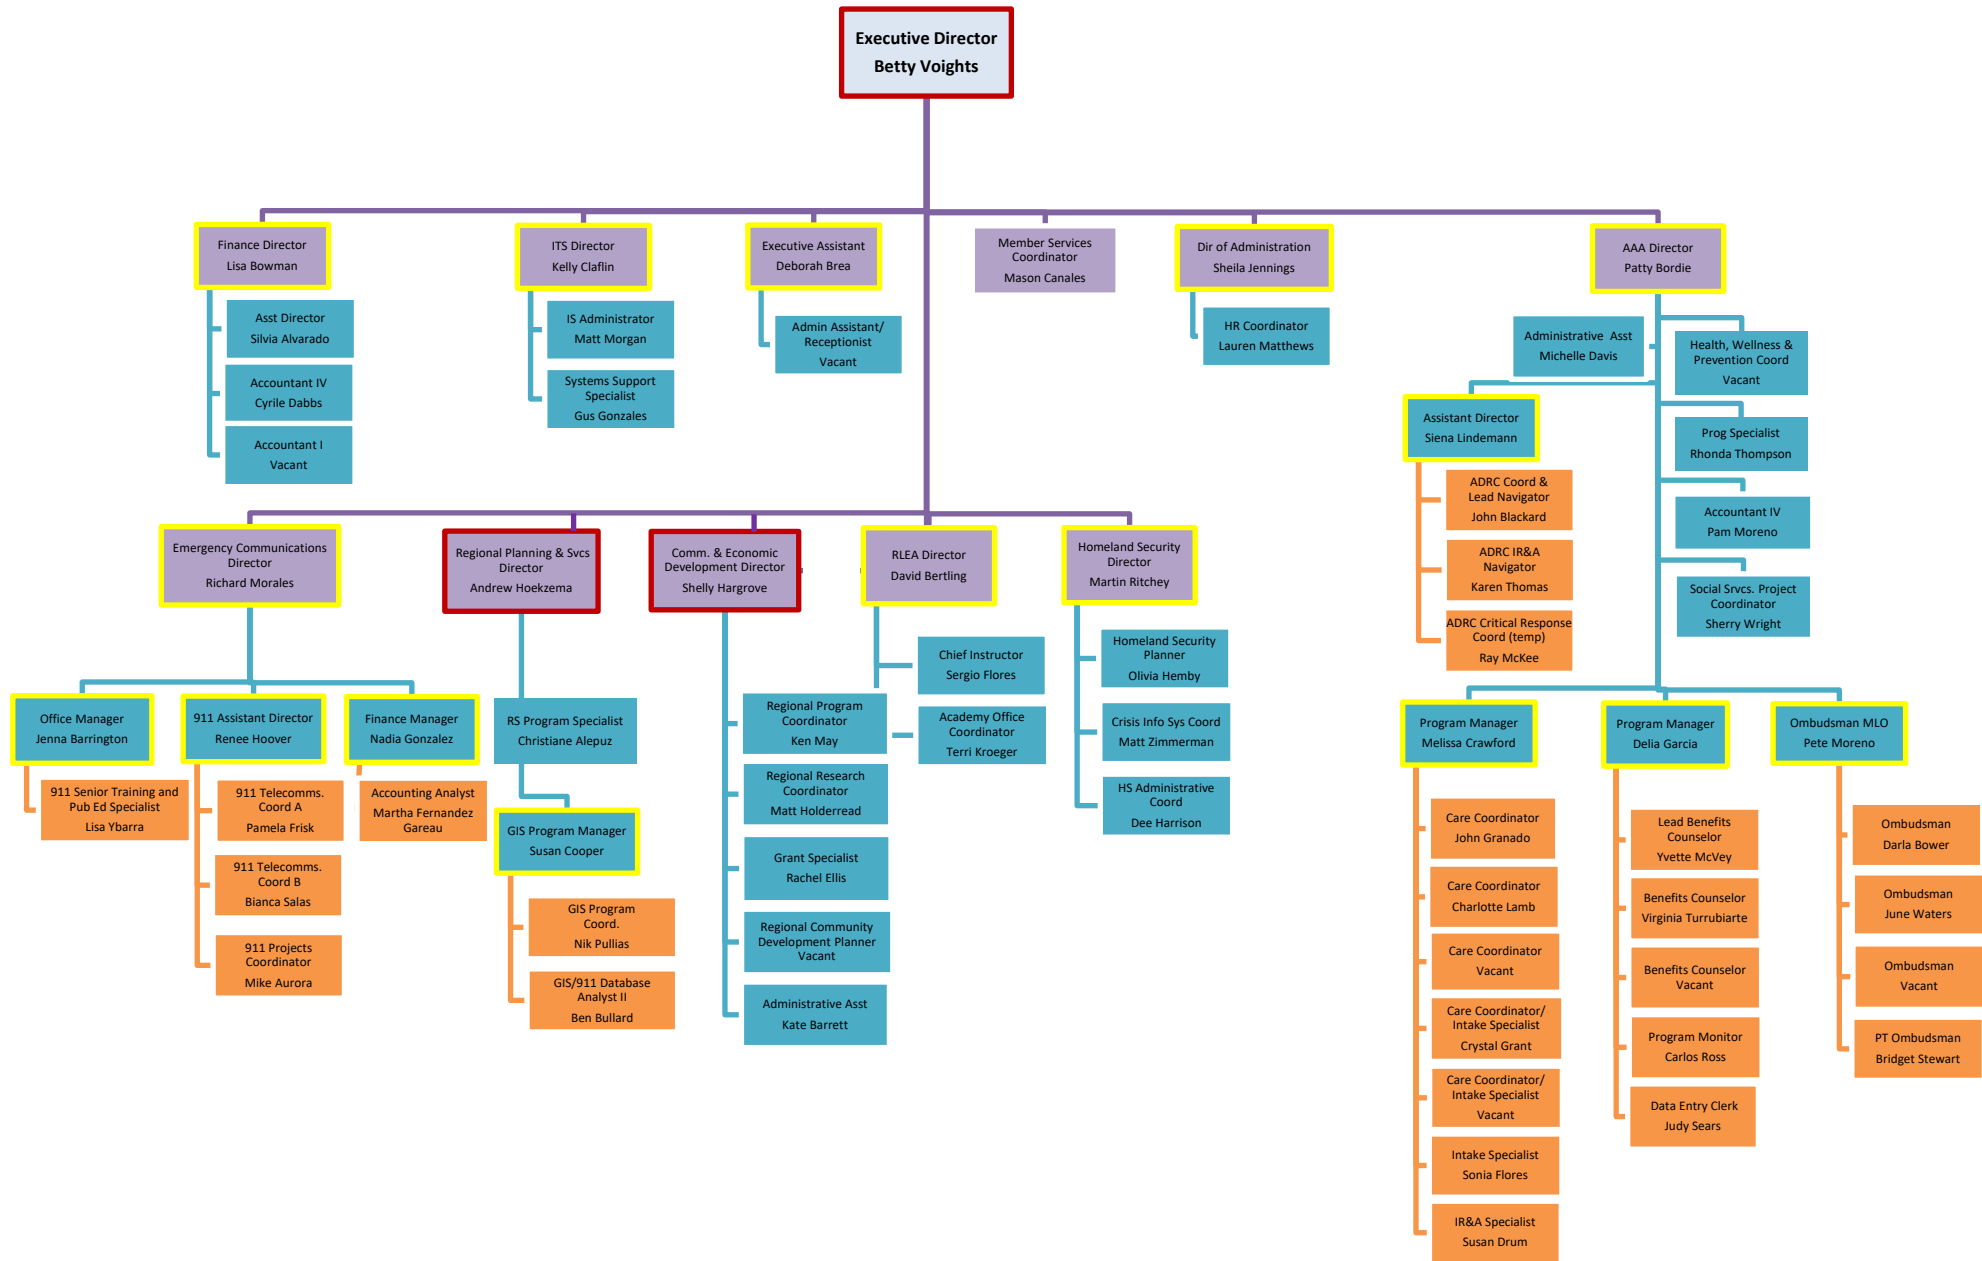 Executive Director
Betty Voights
Finance Director
Lisa Bowman
ITS Director
Kelly Claflin
Executive Assistant
Deborah Brea
Member Services
Coordinator
Mason Canales
Dir of Administration
Sheila Jennings
AAA Director
Patty Bordie
Asst Director
Silvia Alvarado
Accountant IV
Cyrile Dabbs
Accountant I
Vacant
IS Administrator
Matt Morgan
Systems Support
Specialist
Gus Gonzales
Admin Assistant/
Receptionist
Vacant
HR Coordinator
Lauren Matthews
Administrative Asst
Michelle Davis
Health, Wellness &
Prevention Coord
Vacant
Assistant Director
Siena Lindemann
Prog Specialist
Rhonda Thompson
ADRC Coord &
Lead Navigator
John Blackard
Accountant IV
Pam Moreno
ADRC IR&A
Navigator
Karen Thomas
Social Srvcs. Project
Coordinator
Sherry Wright
ADRC Critical Response
Coord (temp)
Ray McKee
Emergency Communications
Director
Richard Morales
Regional Planning & Svcs
Director
Andrew Hoekzema
Comm. & Economic
Development Director
Shelly Hargrove
RLEA Director
David Bertling
Homeland Security
Director
Martin Ritchey
Office Manager
Jenna Barrington
911 Assistant Director
Renee Hoover
Finance Manager
Nadia Gonzalez
911 Senior Training and
Pub Ed Specialist
Lisa Ybarra
911 Telecomms.
Coord A
Pamela Frisk
911 Telecomms.
Coord B
Bianca Salas
911 Projects
Coordinator
Mike Aurora
Accounting Analyst
Martha Fernandez
Gareau
RS Program Specialist
Christiane Alepuz
GIS Program Manager
Susan Cooper
GIS Program
Coord.
Nik Pullias
GIS/911 Database
Analyst II
Ben Bullard
Regional Program
Coordinator
Ken May
Regional Research
Coordinator
Matt Holderread
Grant Specialist
Rachel Ellis
Regional Community
Development Planner
Vacant
Administrative Asst
Kate Barrett
Chief Instructor
Sergio Flores
Academy Office
Coordinator
Terri Kroeger
Homeland Security
Planner
Olivia Hemby
Crisis Info Sys Coord
Matt Zimmerman
HS Administrative
Coord
Dee Harrison
Program Manager
Melissa Crawford
Program Manager
Delia Garcia
Ombudsman MLO
Pete Moreno
Care Coordinator
John Granado
Care Coordinator
Charlotte Lamb
Care Coordinator
Vacant
Care Coordinator/
Intake Specialist
Crystal Grant
Care Coordinator/
Intake Specialist
Vacant
Intake Specialist
Sonia Flores
IR&A Specialist
Susan Drum
Lead Benefits
Counselor
Yvette McVey
Benefits Counselor
Virginia Turrubiarte
Benefits Counselor
Vacant
Program Monitor
Carlos Ross
Data Entry Clerk
Judy Sears
Ombudsman
Darla Bower
Ombudsman
June Waters
Ombudsman
Vacant
PT Ombudsman
Bridget Stewart